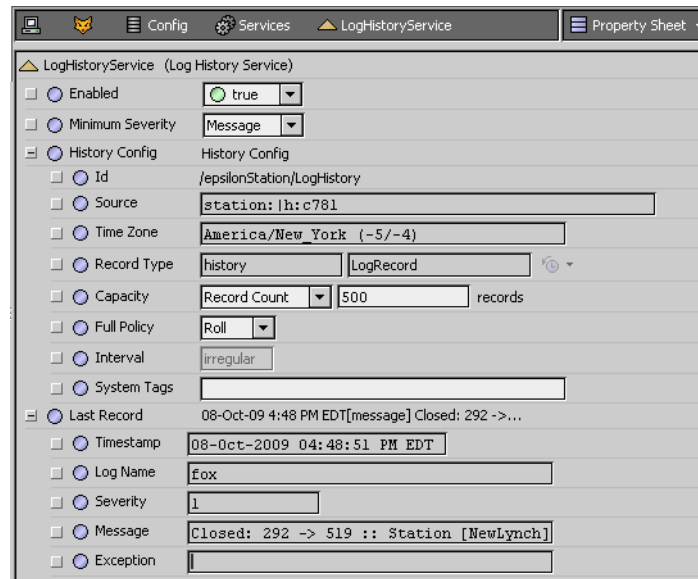 Config Services LogHistoryService Property Sheet
LogHistoryService (Log History Service)
Enabled true
Minimum Severity Message
History Config History Config
Id /epsilonStation/LogHistory
Source station:|h:c781
Time Zone America/New_York (-5/-4)
Record Type history LogRecord
Capacity Record Count 500 records
Full Policy Roll
Interval irregular
System Tags
Last Record 08-Oct-09 4:48 PM EDT[message] Closed: 292 ->...
Timestamp 08-Oct-2009 04:48:51 PM EDT
Log Name fox
Severity 1
Message Closed: 292 -> 519 :: Station [NewLynch]
Exception